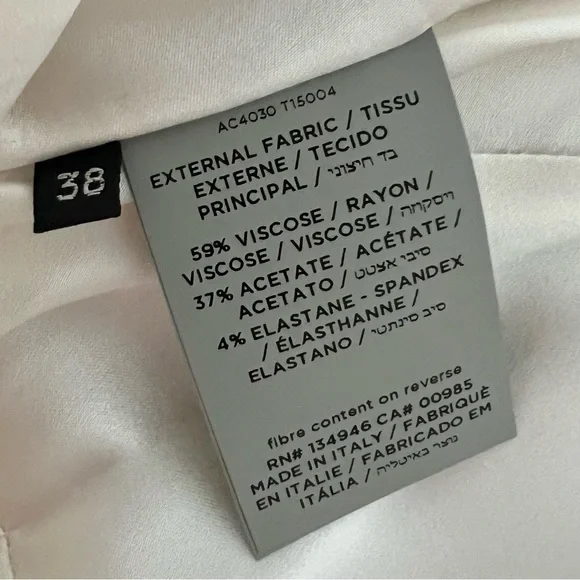 AC4030 T15004
EXTERNAL FABRIC / TISSU
EXTERNE / TECIDO
PRINCIPAL / בד חיצוני
59% VISCOSE / RAYON /
VISCOSE / VISCOSE / ויסקוזה
37% ACETATE / ACÉTATE /
ACETATO / סיבי אצטט
4% ELASTANE - SPANDEX
/ ÉLASTHANNE /
ELASTANO / סיב סינתטי
fibre content on reverse
RN# 134946 CA# 00985
MADE IN ITALY / FABRIQUÈ
EN ITALIE / FABRICADO EM
ITÁLIA / נוצר באיטליה
38